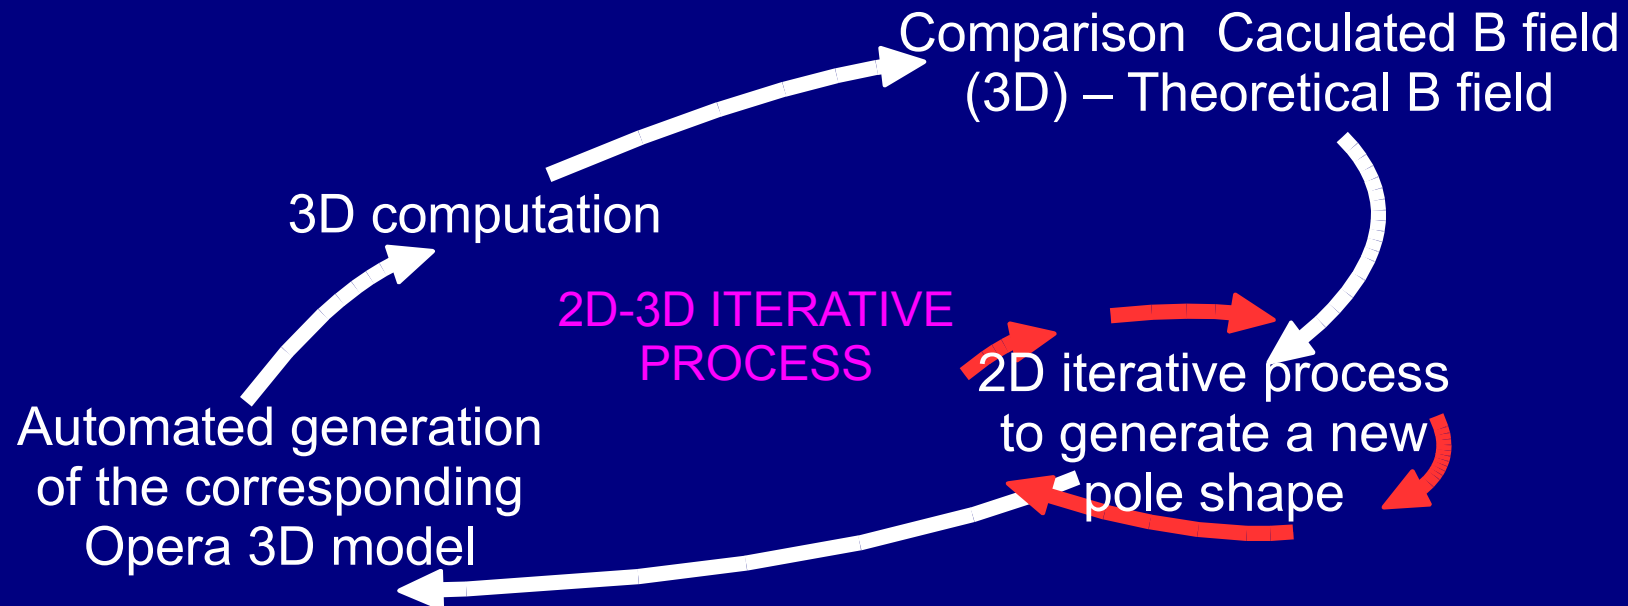 Comparison  Caculated B field
(3D) – Theoretical B field
3D computation
2D-3D ITERATIVE
PROCESS
2D iterative process
to generate a new
pole shape
Automated generation
of the corresponding
Opera 3D model